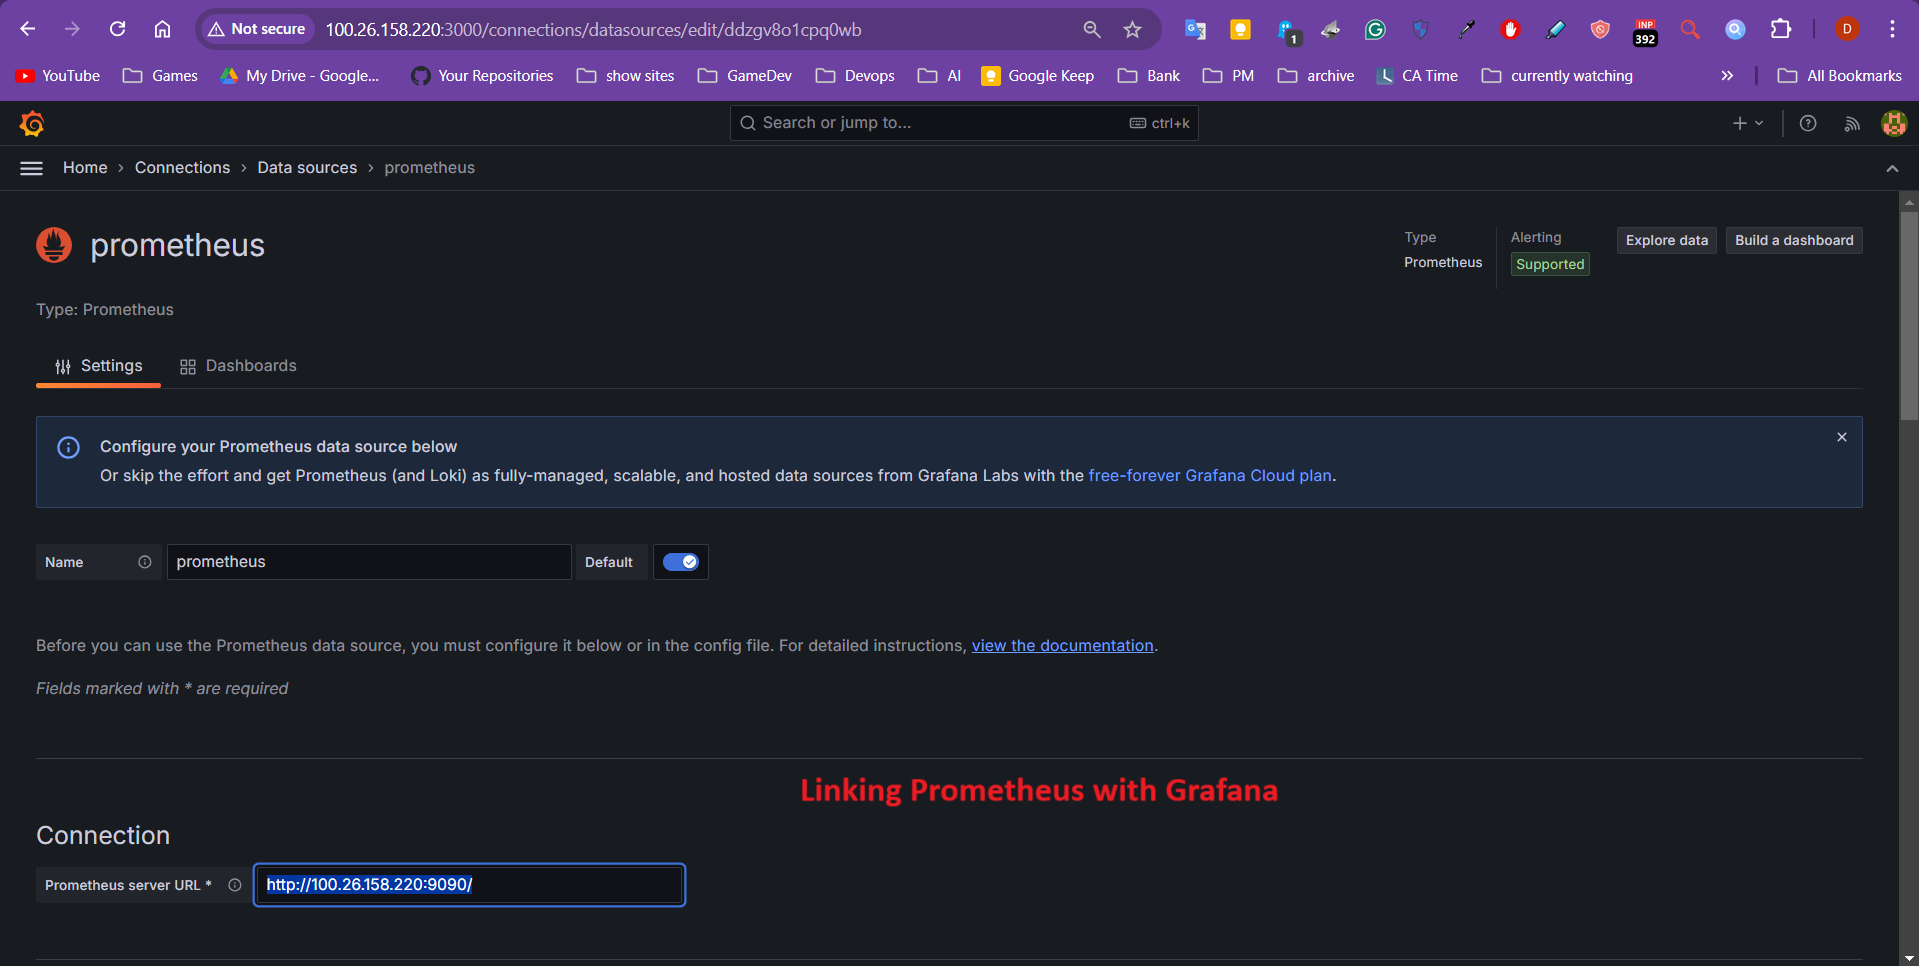 Not secure 100.26.158.220:3000/connections/datasources/edit/ddzgv8o1cpq0wb 1 INP 392 D
YouTube Games My Drive - Google... Your Repositories show sites GameDev Devops AI Google Keep Bank PM archive CA Time currently watching » All Bookmarks
Search or jump to... ctrl+k
Home › Connections › Data sources › prometheus
prometheus
Type Alerting Explore data Build a dashboard
Prometheus Supported
Type: Prometheus
Settings Dashboards
Configure your Prometheus data source below
Or skip the effort and get Prometheus (and Loki) as fully-managed, scalable, and hosted data sources from Grafana Labs with the free-forever Grafana Cloud plan.
Name prometheus Default
Before you can use the Prometheus data source, you must configure it below or in the config file. For detailed instructions, view the documentation.
Fields marked with * are required
Linking Prometheus with Grafana
Connection
Prometheus server URL * http://100.26.158.220:9090/